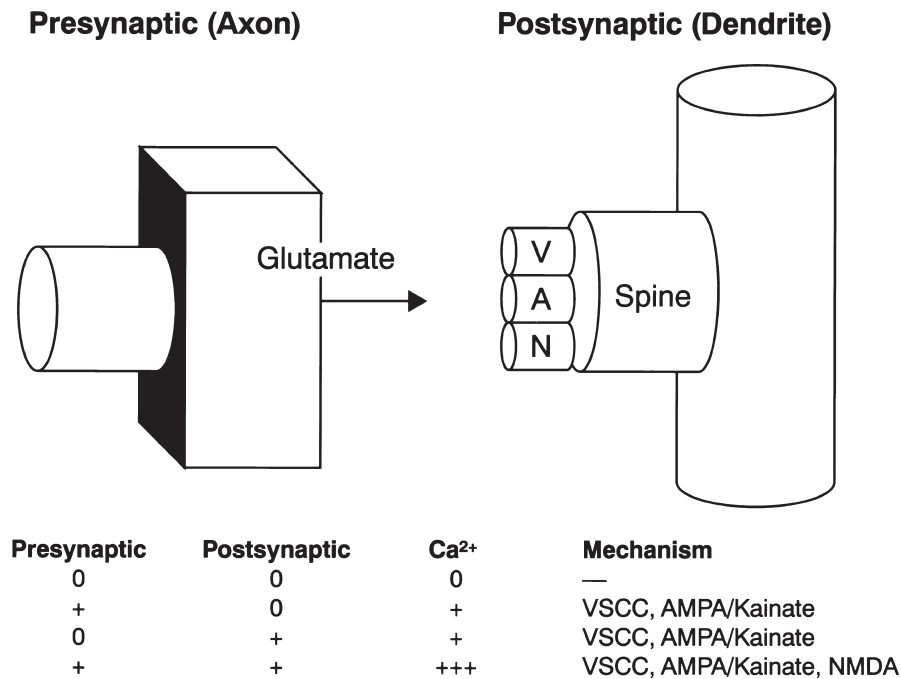 Presynaptic (Axon) Postsynaptic (Dendrite)
Glutamate
V
A
N
Spine
Presynaptic Postsynaptic Ca²⁺ Mechanism
0 0 0 —
+ 0 + VSCC, AMPA/Kainate
0 + + VSCC, AMPA/Kainate
+ + +++ VSCC, AMPA/Kainate, NMDA